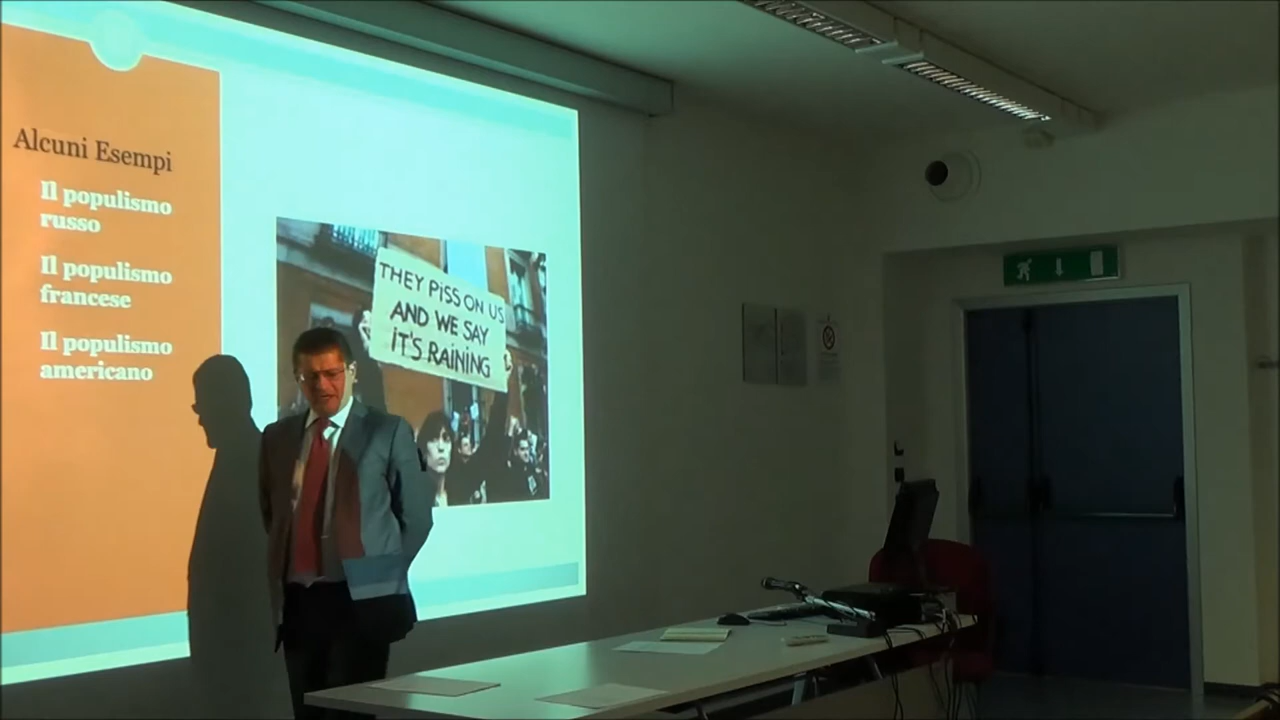 Alcuni Esempi
Il populismo
russo
Il populismo
francese
Il populismo
americano
THEY PISS ON US
AND WE SAY
iT'S RAiNiNG